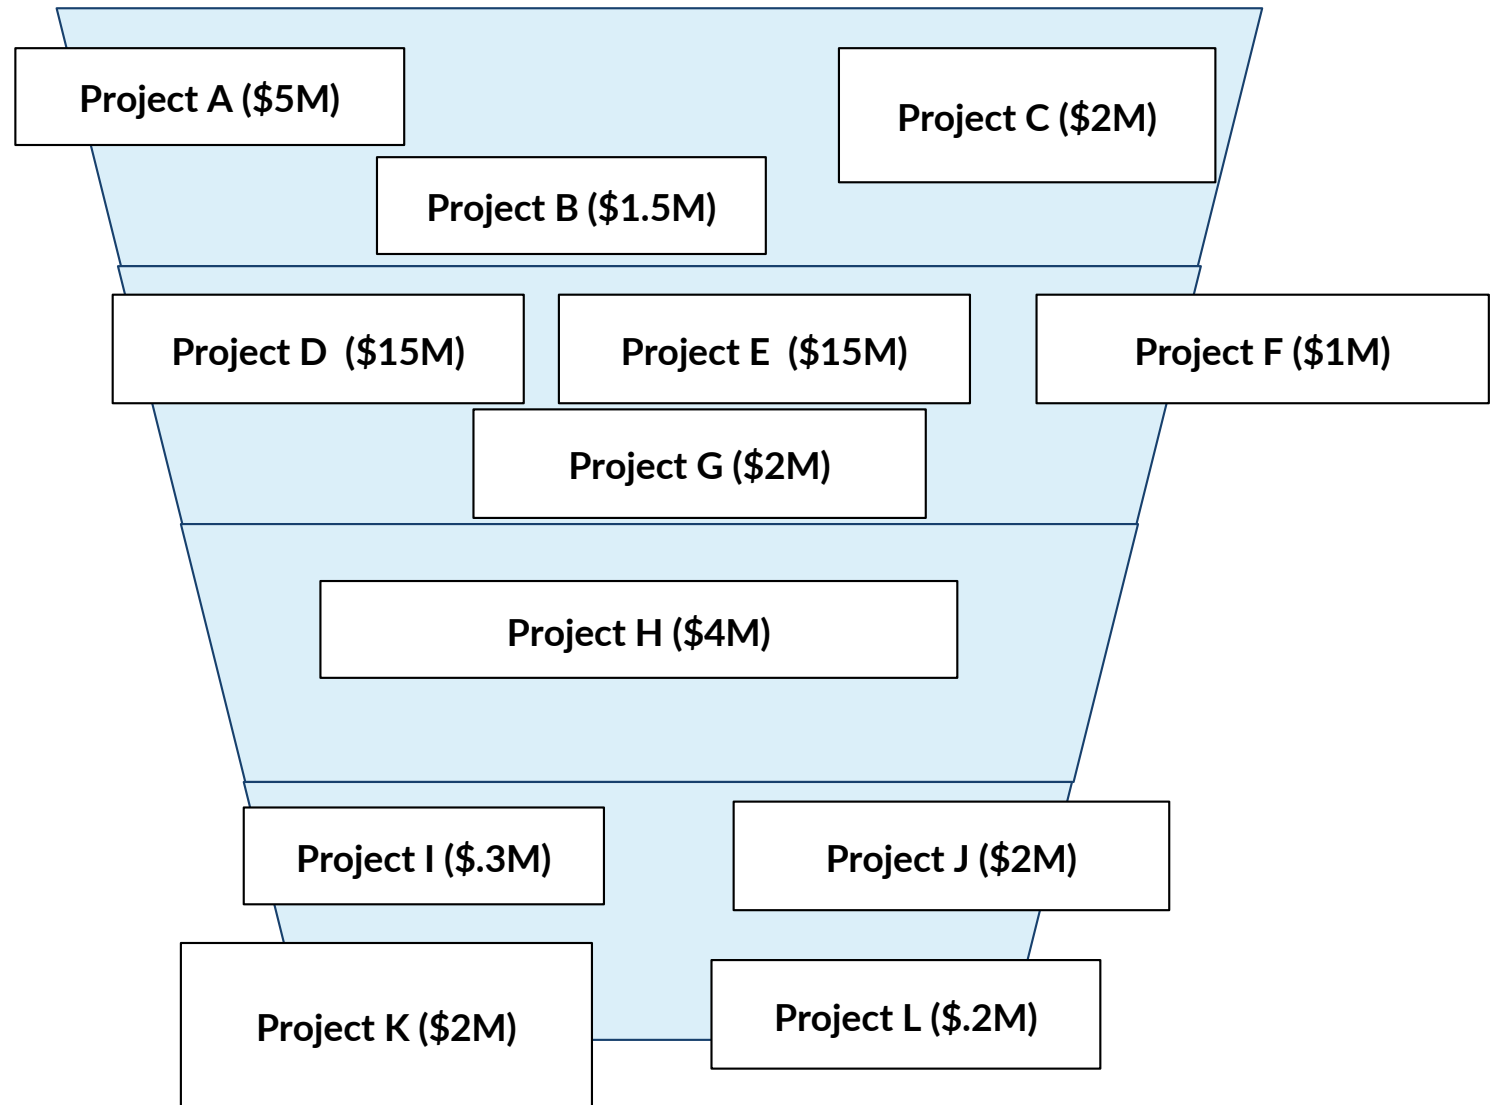 Project A ($5M)
Project C ($2M)
Project B ($1.5M)
Project D  ($15M)
Project E  ($15M)
Project F ($1M)
Project G ($2M)
Project H ($4M)
Project I ($.3M)
Project J ($2M)
Project K ($2M)
Project L ($.2M)